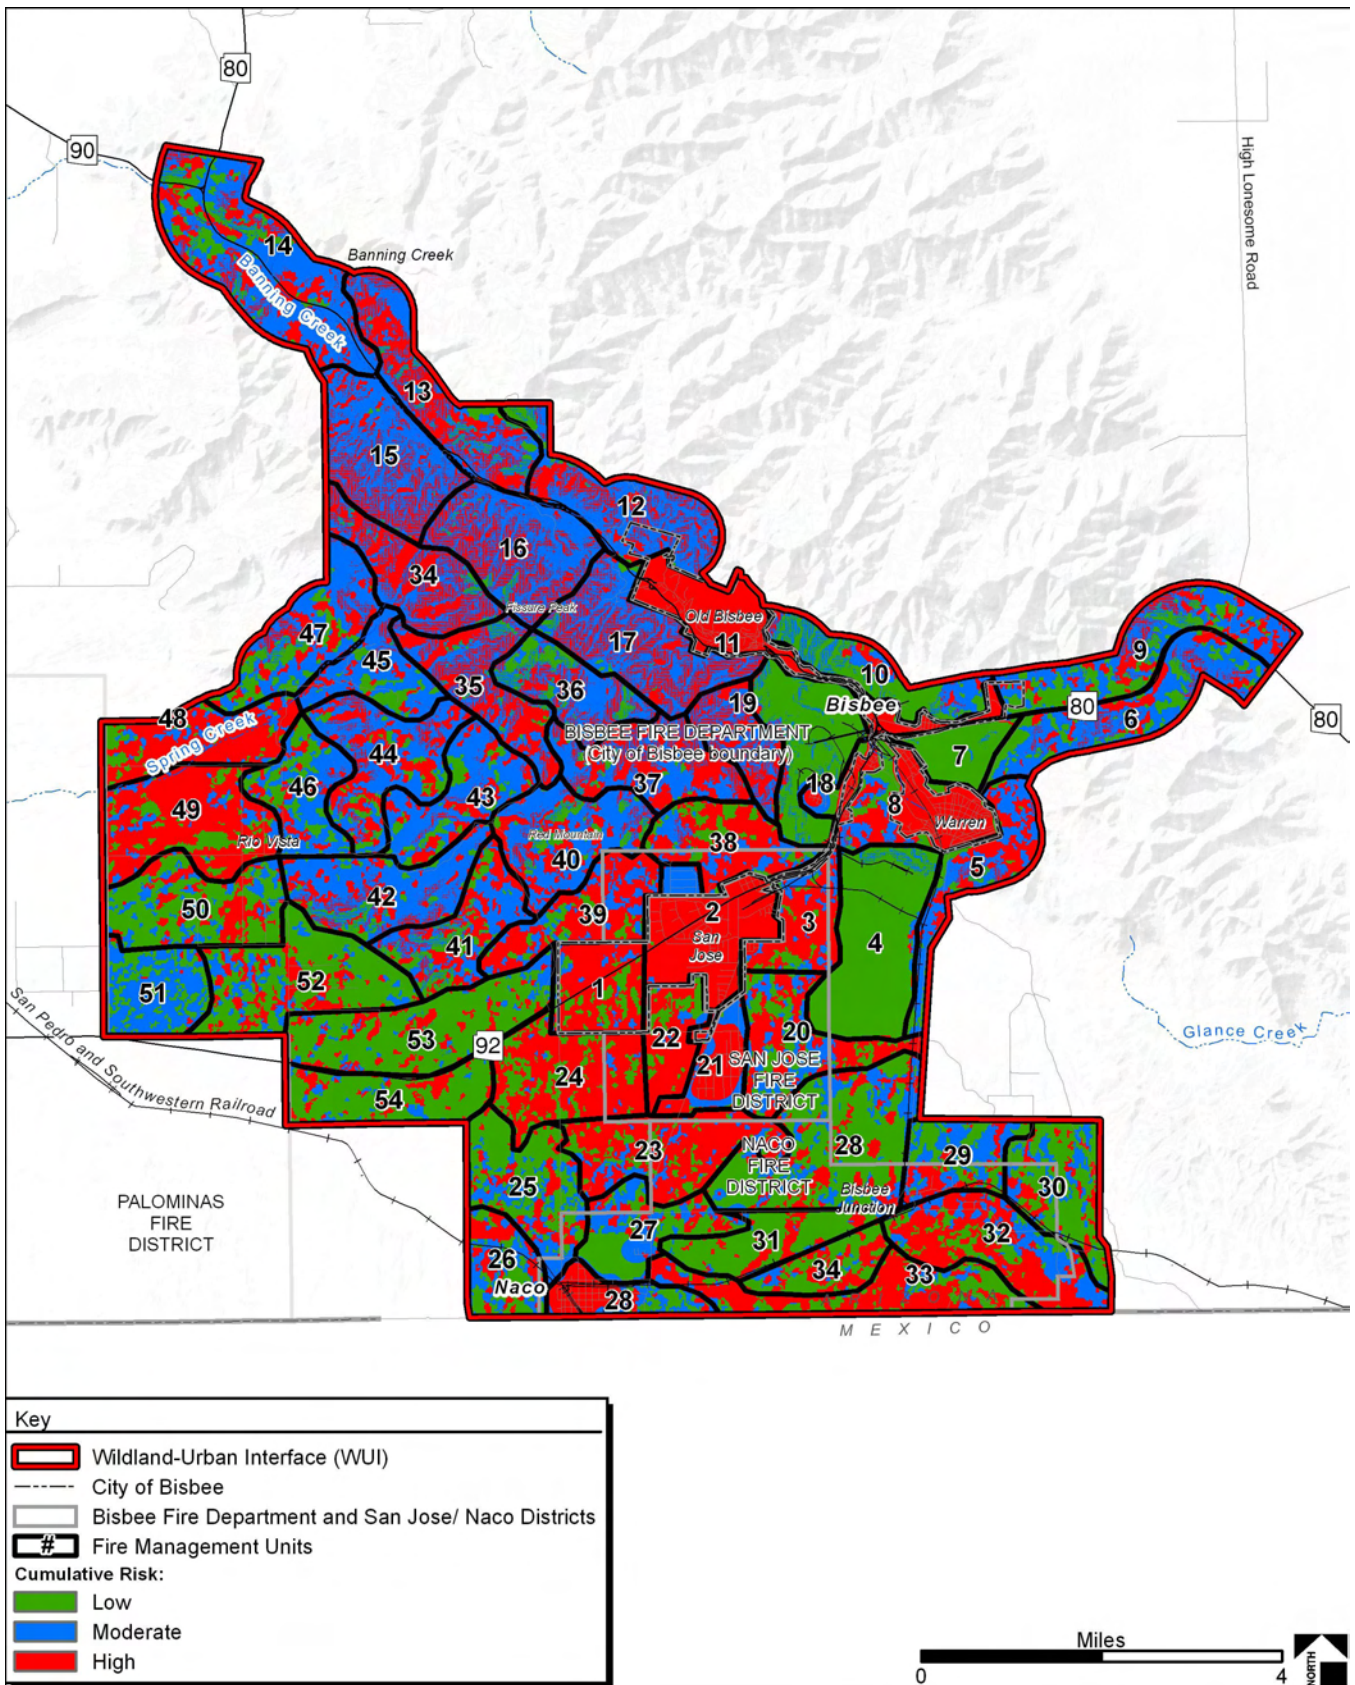 80
90
High Lonesome Road
14
Banning Creek
Banning Creek
13
15
12
16
34
Fissure Peak
Old Bisbee
11
17
47
45
9
10
35
36
19
Bisbee
80
6
80
48
Spring Creek
BISBEE FIRE DEPARTMENT
(City of Bisbee boundary)
44
7
46
43
37
18
8
49
Rio Vista
Red Mountain
Warren
40
38
5
50
42
39
2
3
4
San
Jose
41
51
52
1
San Pedro and Southwestern Railroad
53
92
22
20
Glance Creek
21
SAN JOSE
FIRE
DISTRICT
24
54
23
NACO
FIRE
DISTRICT
28
29
25
30
Bisbee
Junction
PALOMINAS
FIRE
DISTRICT
27
31
32
26
34
33
Naco
28
MEXICO
Key
Wildland-Urban Interface (WUI)
City of Bisbee
Bisbee Fire Department and San Jose/ Naco Districts
# Fire Management Units
Cumulative Risk:
Low
Moderate
High
Miles
0 4
NORTH